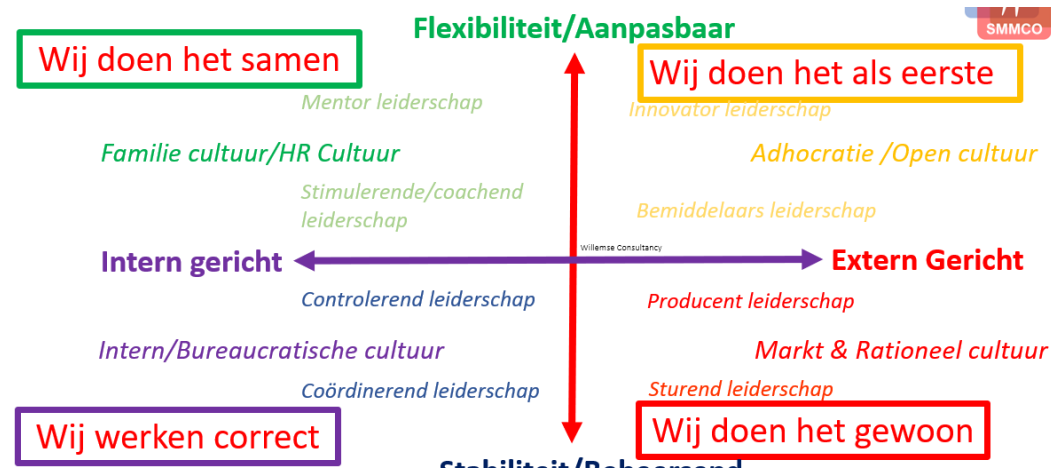 Flexibiliteit/Aanpasbaar
SMMCO
Wij doen het samen
Wij doen het als eerste
Mentor leiderschap
Innovator leiderschap
Familie cultuur/HR Cultuur
Adhocratie /Open cultuur
Stimulerende/coachend
leiderschap
Bemiddelaars leiderschap
Willemse Consultancy
Intern gericht
Extern Gericht
Controlerend leiderschap
Producent leiderschap
Intern/Bureaucratische cultuur
Markt & Rationeel cultuur
Coördinerend leiderschap
Sturend leiderschap
Wij werken correct
Wij doen het gewoon
Stabiliteit/Beheersend